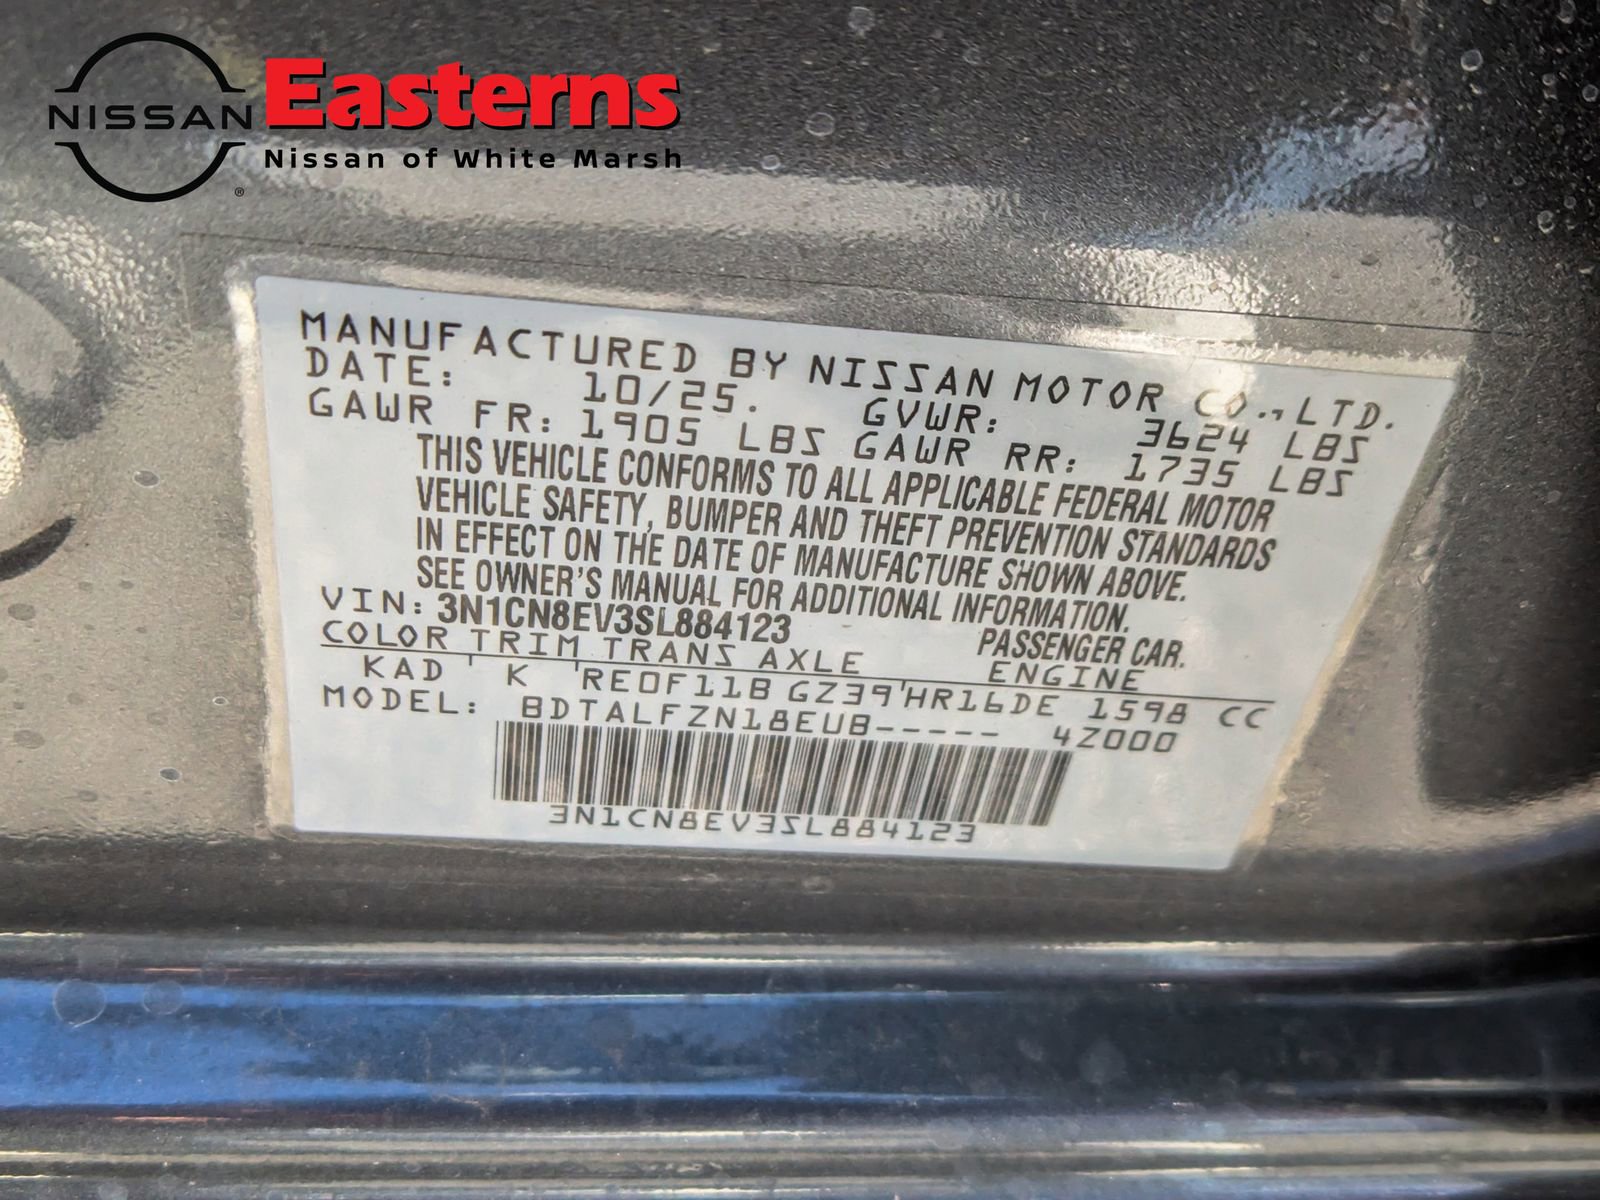 NISSAN
®
Easterns
Nissan of White Marsh
MANUFACTURED BY NISSAN MOTOR CO., LTD.
DATE: 10/25. GVWR: 3624 LBS
GAWR FR: 1905 LBS GAWR RR: 1735 LBS
THIS VEHICLE CONFORMS TO ALL APPLICABLE FEDERAL MOTOR
VEHICLE SAFETY, BUMPER AND THEFT PREVENTION STANDARDS
IN EFFECT ON THE DATE OF MANUFACTURE SHOWN ABOVE.
SEE OWNER'S MANUAL FOR ADDITIONAL INFORMATION.
VIN: 3N1CN8EV3SL884123 PASSENGER CAR.
COLOR TRIM TRANS AXLE ENGINE
KAD ' K 'RE0F11B GZ39'HR16DE 1598 CC
MODEL: BDTALFZN18EUB----- 4Z000
3N1CN8EV3SL884123